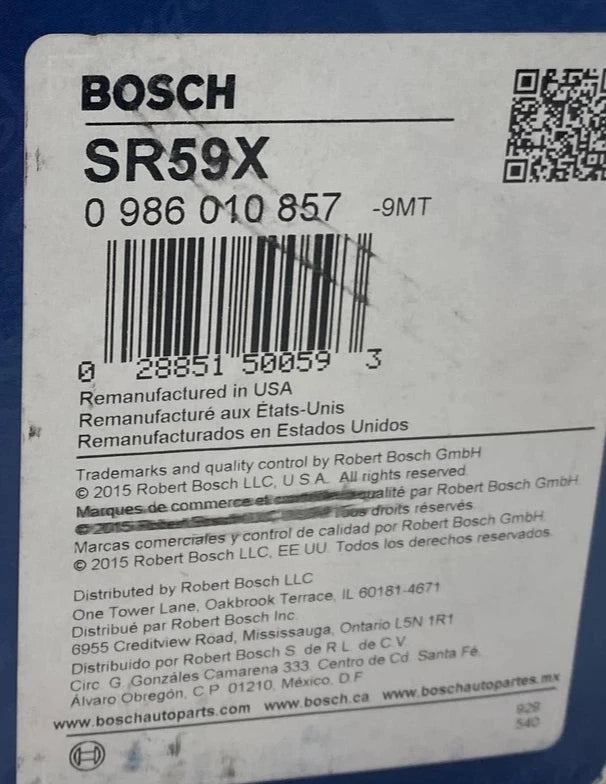 BOSCH
SR59X
0 986 010 857 -9MT
0 28851 50059 3
Remanufactured in USA
Remanufacturé aux États-Unis
Remanufacturados en Estados Unidos
Trademarks and quality control by Robert Bosch GmbH
© 2015 Robert Bosch LLC, U S A. All rights reserved.
Marques de commerce et contrôle qualité par Robert Bosch GmbH.
© 2015 Robert Bosch Tous droits réservés
Marcas comerciales y control de calidad por Robert Bosch GmbH.
© 2015 Robert Bosch LLC, EE UU. Todos los derechos reservados.
Distributed by Robert Bosch LLC
One Tower Lane, Oakbrook Terrace, IL 60181-4671
Distribué par Robert Bosch Inc.
6955 Creditview Road, Mississauga, Ontario L5N 1R1
Distribuido por Robert Bosch S. de R.L. de C.V.
Circ. G. Gonzáles Camarena 333. Centro de Cd. Santa Fé.
Álvaro Obregón, C.P. 01210, México, D.F
www.boschautoparts.com www.bosch.ca www.boschautopartes.mx
929
540